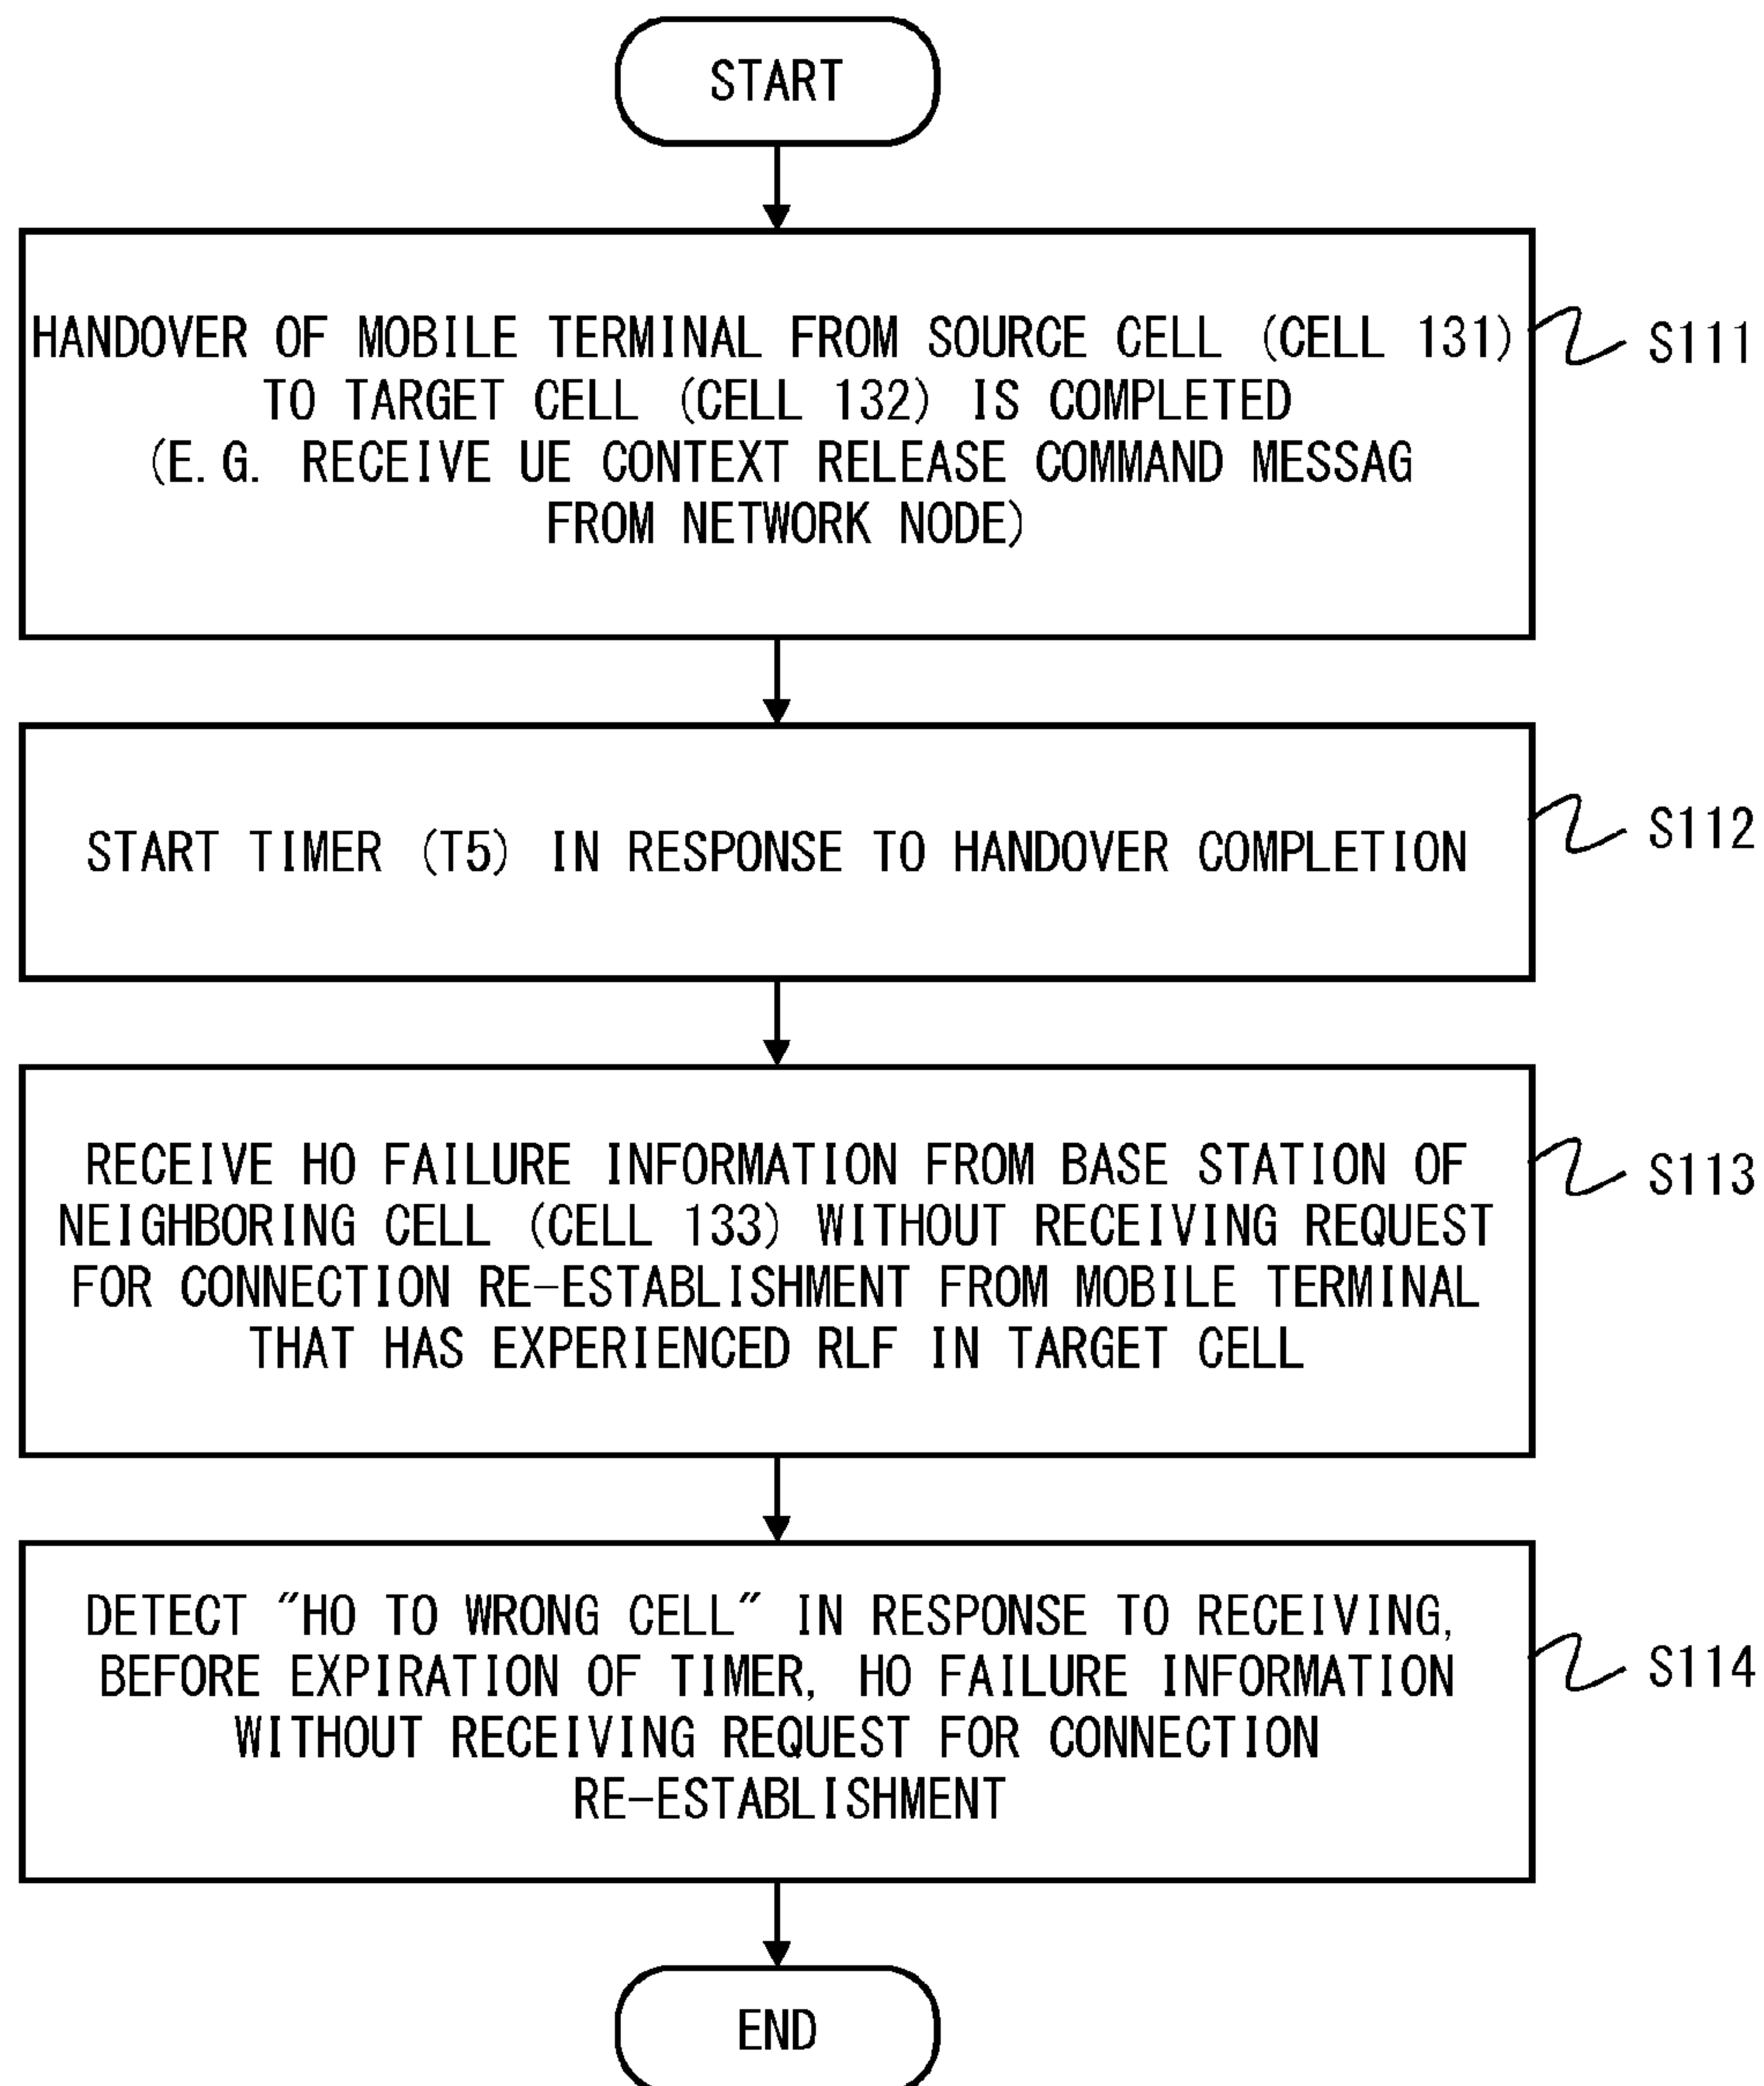 START
HANDOVER OF MOBILE TERMINAL FROM SOURCE CELL (CELL 131)
TO TARGET CELL (CELL 132) IS COMPLETED
(E.G. RECEIVE UE CONTEXT RELEASE COMMAND MESSAG
FROM NETWORK NODE)
S111
START TIMER (T5) IN RESPONSE TO HANDOVER COMPLETION
S112
RECEIVE HO FAILURE INFORMATION FROM BASE STATION OF
NEIGHBORING CELL (CELL 133) WITHOUT RECEIVING REQUEST
FOR CONNECTION RE-ESTABLISHMENT FROM MOBILE TERMINAL
THAT HAS EXPERIENCED RLF IN TARGET CELL
S113
DETECT "HO TO WRONG CELL" IN RESPONSE TO RECEIVING,
BEFORE EXPIRATION OF TIMER, HO FAILURE INFORMATION
WITHOUT RECEIVING REQUEST FOR CONNECTION
RE-ESTABLISHMENT
S114
END